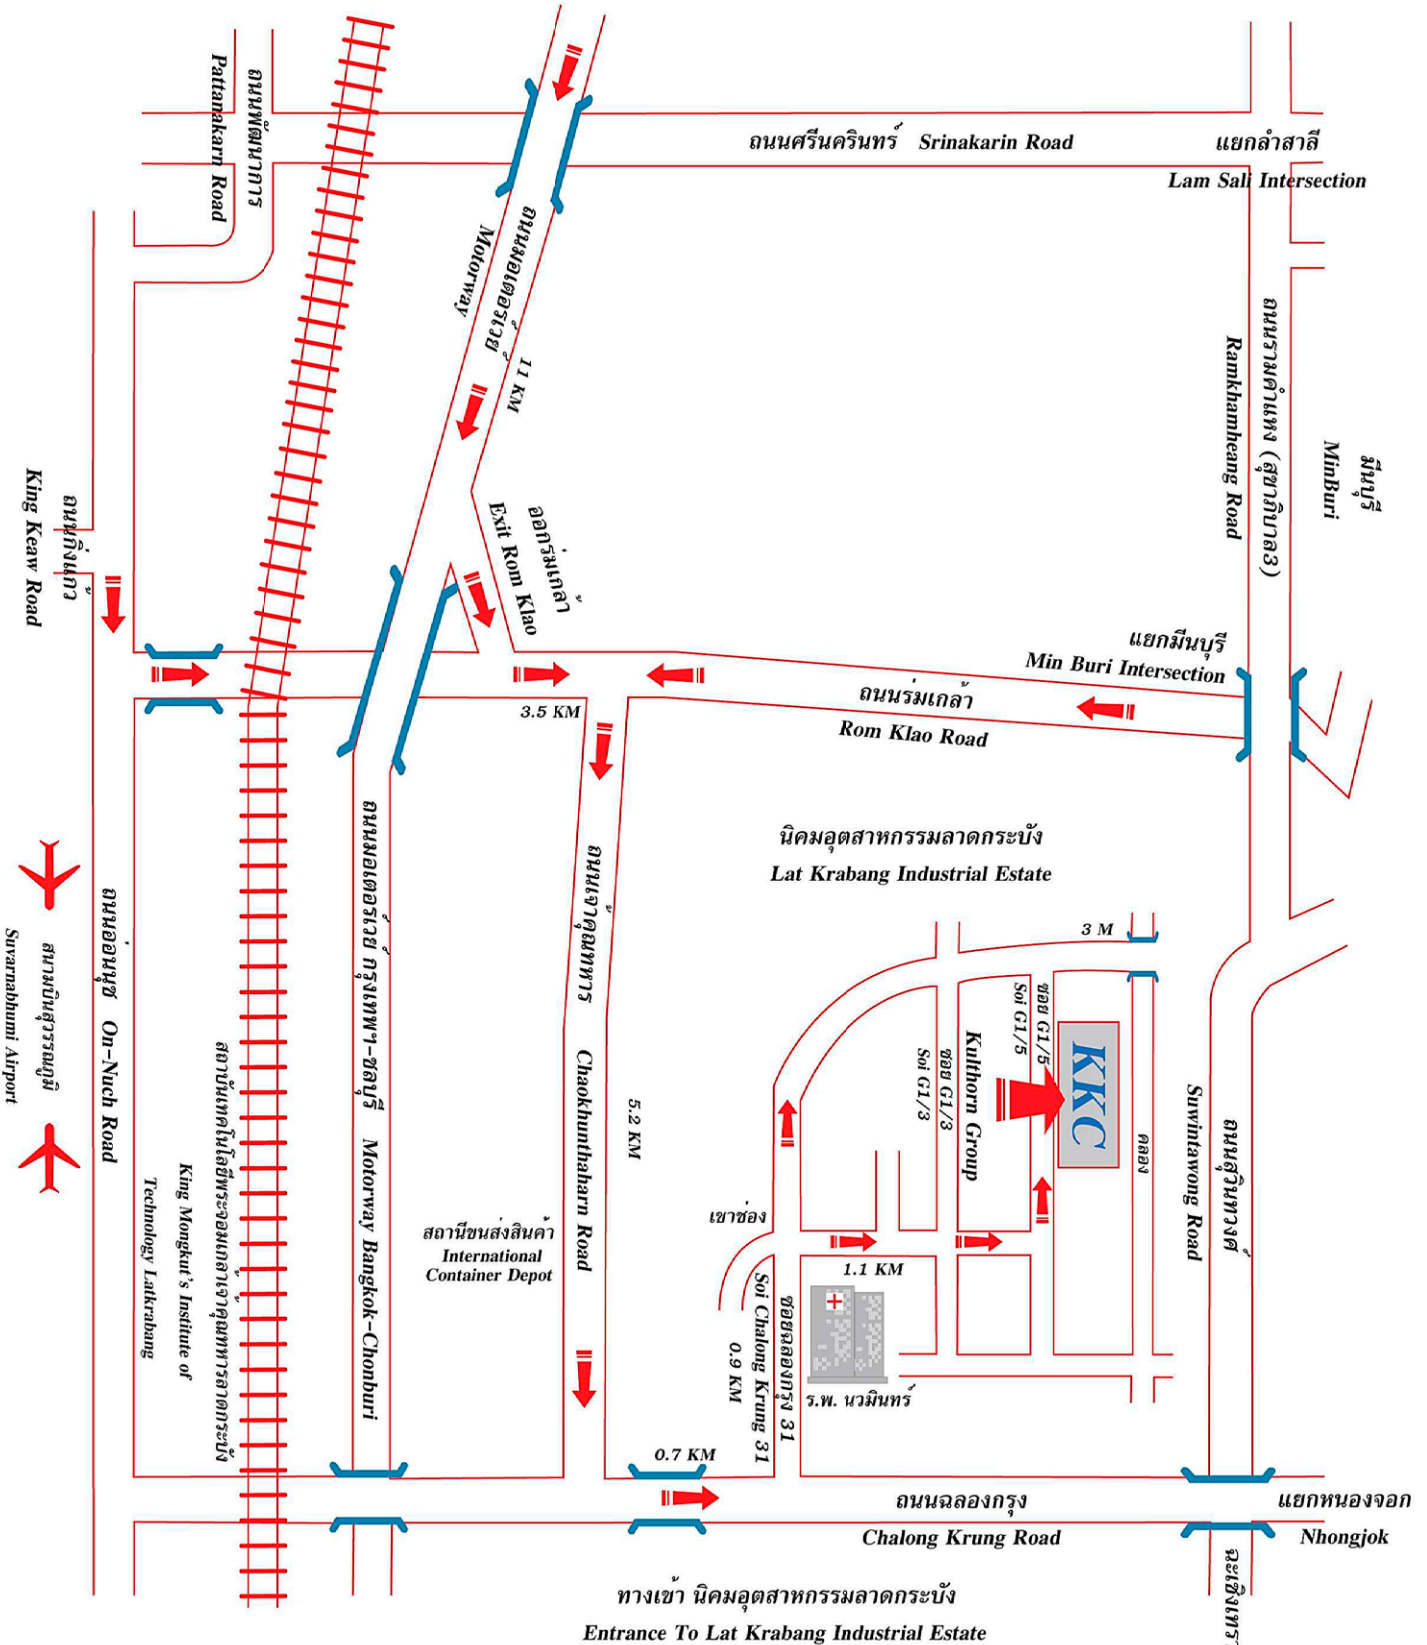 ถนนพัฒนาการ
Pattanakarn Road
ถนนศรีนครินทร์ Srinakarin Road
แยกลำสาลี
Lam Sali Intersection
ถนนมอเตอร์เวย์
Motorway
11 KM
ถนนรามคำแหง (สุขาภิบาล3)
Ramkhamheang Road
มีนบุรี
MinBuri
ถนนกิ่งแก้ว
King Keaw Road
ออกร่มเกล้า
Exit Rom Klao
แยกมีนบุรี
Min Buri Intersection
ถนนร่มเกล้า
Rom Klao Road
3.5 KM
นิคมอุตสาหกรรมลาดกระบัง
Lat Krabang Industrial Estate
ถนนมอเตอร์เวย์ กรุงเทพฯ-ชลบุรี Motorway Bangkok-Chonburi
ถนนเจ้าคุณทหาร Chaokhunthaharn Road
5.2 KM
ถนนอ่อนนุช On-Nuch Road
สนามบินสุวรรณภูมิ
Suvarnabhumi Airport
สถาบันเทคโนโลยีพระจอมเกล้าเจ้าคุณทหารลาดกระบัง
King Mongkut's Institute of
Technology Latkrabang
3 M
ซอย G1/5
Soi G1/5
KKC
Kulthorn Group
ซอย G1/3
Soi G1/3
คลอง
ถนนสุวินทวงศ์
Suwintawong Road
เขาช่อง
สถานีขนส่งสินค้า
International
Container Depot
1.1 KM
ซอยฉลองกรุง 31
Soi Chalong Krung 31
0.9 KM
ร.พ. นวมินทร์
0.7 KM
ถนนฉลองกรุง
Chalong Krung Road
แยกหนองจอก
Nhongjok
ฉะเชิงเทรา
ทางเข้า นิคมอุตสาหกรรมลาดกระบัง
Entrance To Lat Krabang Industrial Estate